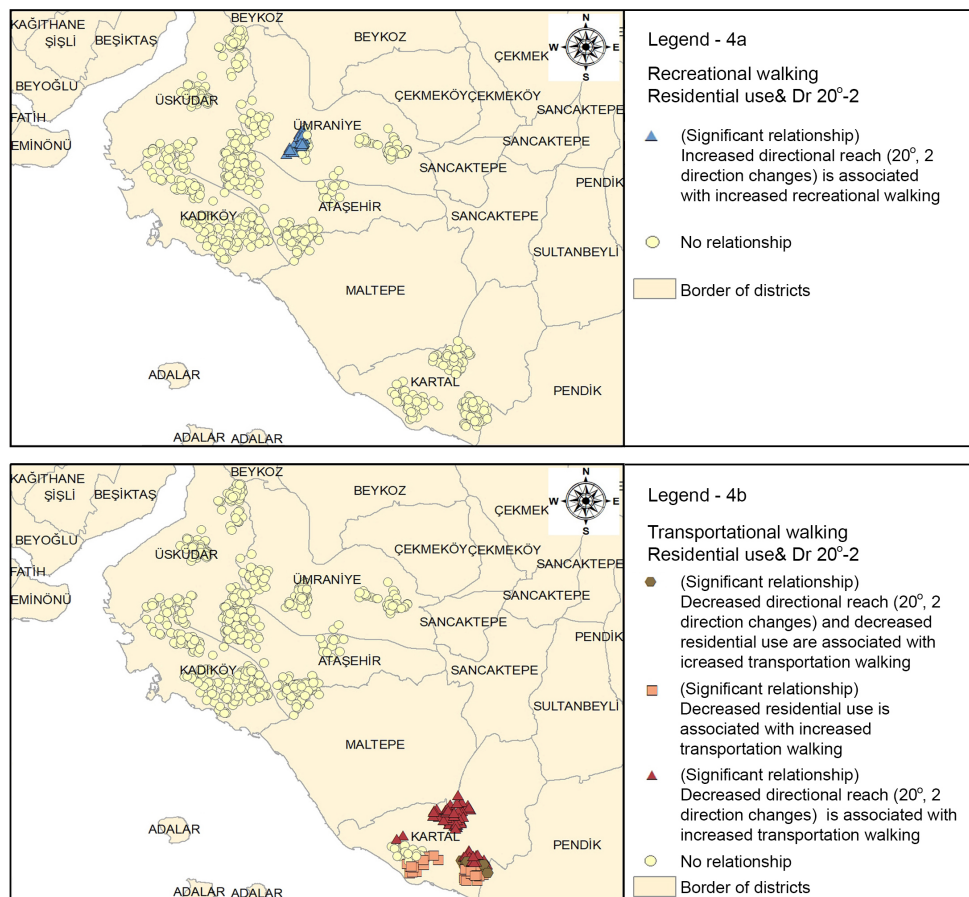 BEYKOZ
KAĞITHANE
ŞİŞLİ
BEŞİKTAŞ
BEYKOZ
N
W E
S
ÇEKMEK
BEYOĞLU
ÇEKMEKÖY
ÇEKMEKÖY
ÜSKÜDAR
SANCAKTEPE
FATİH
ÜMRANİYE
EMİNÖNÜ
SANCAKTEPE
SANCAKTEPE
PENDİK
ATAŞEHİR
KADIKÖY
SANCAKTEPE
SULTANBEYLİ
MALTEPE
ADALAR
KARTAL
PENDİK
ADALAR
ADALAR
Legend - 4a
Recreational walking
Residential use& Dr 20°-2
(Significant relationship)
Increased directional reach (20°, 2
direction changes) is associated
with increased recreational walking
No relationship
Border of districts
BEYKOZ
KAĞITHANE
ŞİŞLİ
BEŞİKTAŞ
BEYKOZ
N
W E
S
ÇEKMEK
BEYOĞLU
ÇEKMEKÖY
ÇEKMEKÖY
ÜSKÜDAR
SANCAKTEPE
FATİH
ÜMRANİYE
EMİNÖNÜ
SANCAKTEPE
SANCAKTEPE
PENDİK
ATAŞEHİR
KADIKÖY
SANCAKTEPE
SULTANBEYLİ
MALTEPE
ADALAR
KARTAL
PENDİK
ADALAR
ADALAR
Legend - 4b
Transportational walking
Residential use& Dr 20°-2
(Significant relationship)
Decreased directional reach (20°, 2
direction changes) and decreased
residential use are associated with
icreased transportation walking
(Significant relationship)
Decreased residential use is
associated with increased
transportation walking
(Significant relationship)
Decreased directional reach (20°, 2
direction changes)  is associated with
increased transportation walking
No relationship
Border of districts